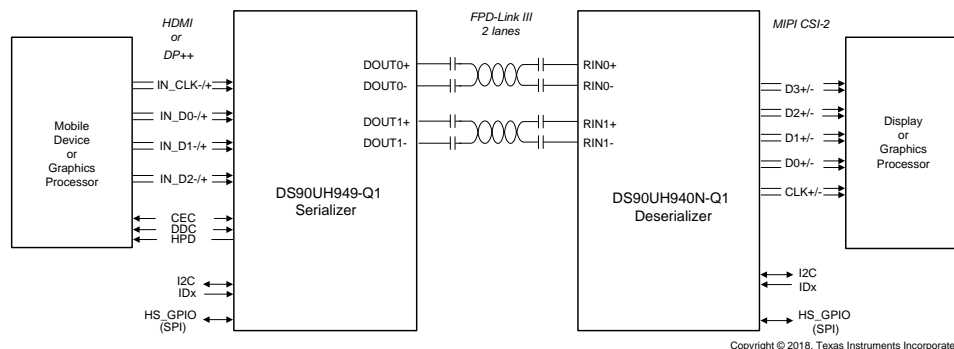 HDMI
or
DP++
FPD-Link III
2 lanes
MIPI CSI-2
Mobile
Device
or
Graphics
Processor
IN_CLK-/+
IN_D0-/+
IN_D1-/+
IN_D2-/+
CEC
DDC
HPD
I2C
IDx
HS_GPIO
(SPI)
DOUT0+
DOUT0-
DOUT1+
DOUT1-
DS90UH949-Q1
Serializer
RIN0+
RIN0-
RIN1+
RIN1-
DS90UH940N-Q1
Deserializer
D3+/-
D2+/-
D1+/-
D0+/-
CLK+/-
I2C
IDx
HS_GPIO
(SPI)
Display
or
Graphics
Processor
Copyright © 2018, Texas Instruments Incorporate